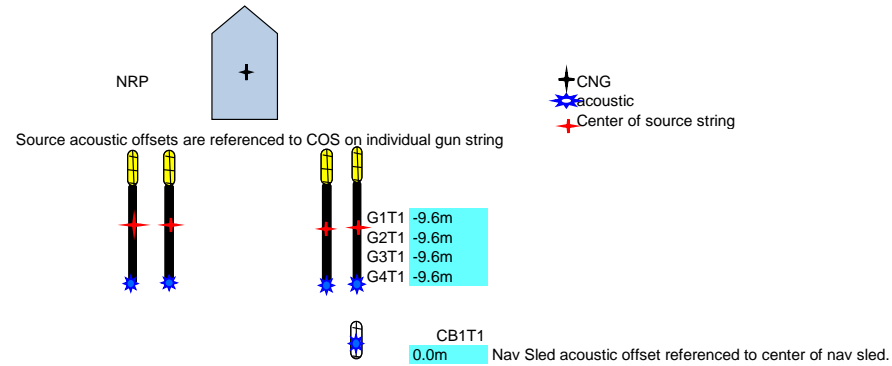 NRP
CNG
acoustic
Center of source string
Source acoustic offsets are referenced to COS on individual gun string
G1T1 -9.6m
G2T1 -9.6m
G3T1 -9.6m
G4T1 -9.6m
CB1T1
0.0m Nav Sled acoustic offset referenced to center of nav sled.